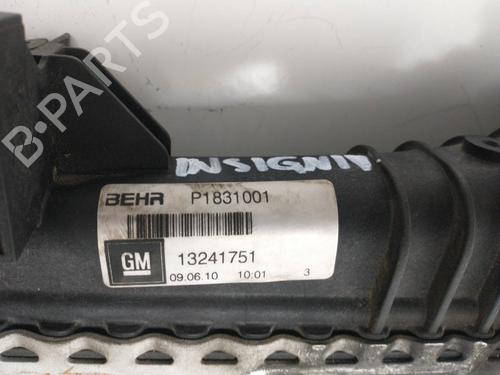 B-PARTS
INSIGNIA
BEHR P1831001
GM 13241751
09.06.10 10:01 3